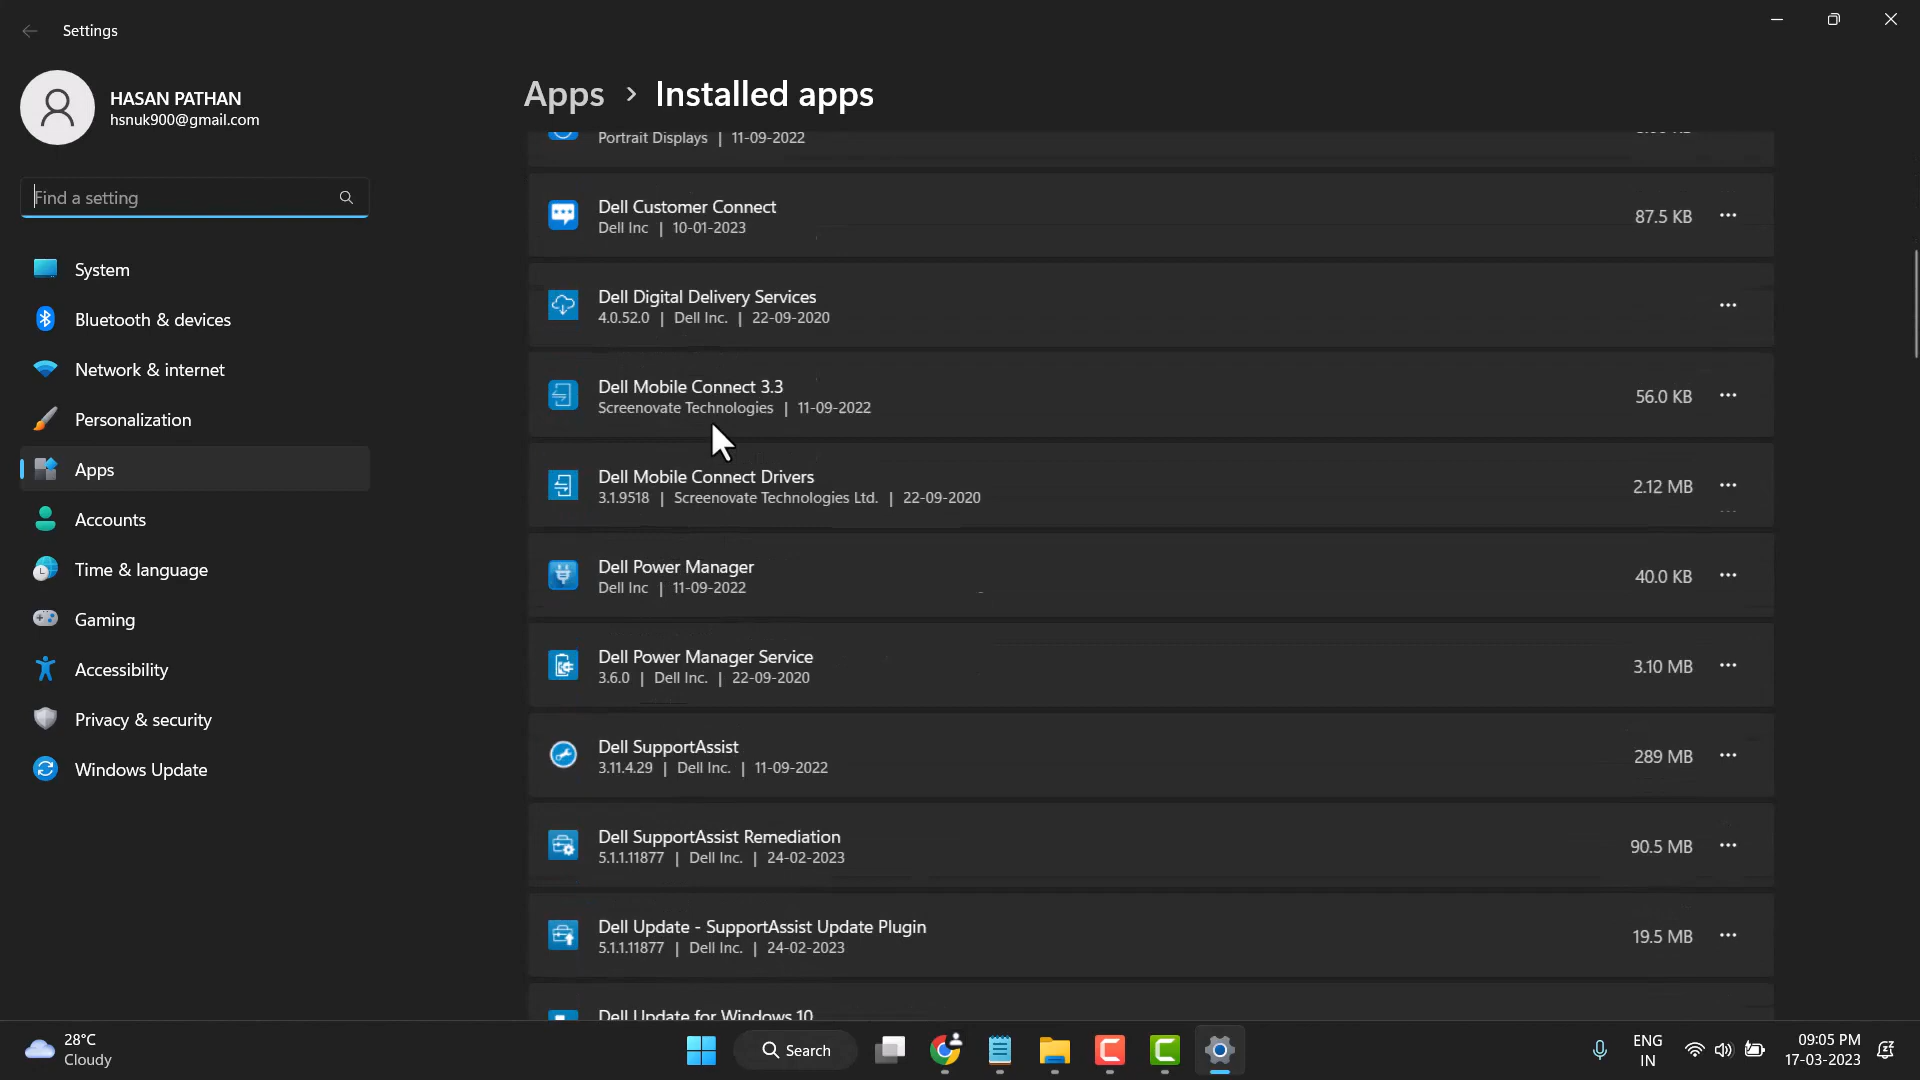 Settings
HASAN PATHAN
hsnuk900@gmail.com
Find a setting
System
Bluetooth & devices
Network & internet
Personalization
Apps
Accounts
Time & language
Gaming
Accessibility
Privacy & security
Windows Update
Apps > Installed apps
Portrait Displays | 11-09-2022
Dell Customer Connect
Dell Inc | 10-01-2023
87.5 KB
Dell Digital Delivery Services
4.0.52.0 | Dell Inc. | 22-09-2020
Dell Mobile Connect 3.3
Screenovate Technologies | 11-09-2022
56.0 KB
Dell Mobile Connect Drivers
3.1.9518 | Screenovate Technologies Ltd. | 22-09-2020
2.12 MB
Dell Power Manager
Dell Inc | 11-09-2022
40.0 KB
Dell Power Manager Service
3.6.0 | Dell Inc. | 22-09-2020
3.10 MB
Dell SupportAssist
3.11.4.29 | Dell Inc. | 11-09-2022
289 MB
Dell SupportAssist Remediation
5.1.1.11877 | Dell Inc. | 24-02-2023
90.5 MB
Dell Update - SupportAssist Update Plugin
5.1.1.11877 | Dell Inc. | 24-02-2023
19.5 MB
Dell Update for Windows 10
28°C
Cloudy
Search
ENG
IN
09:05 PM
17-03-2023